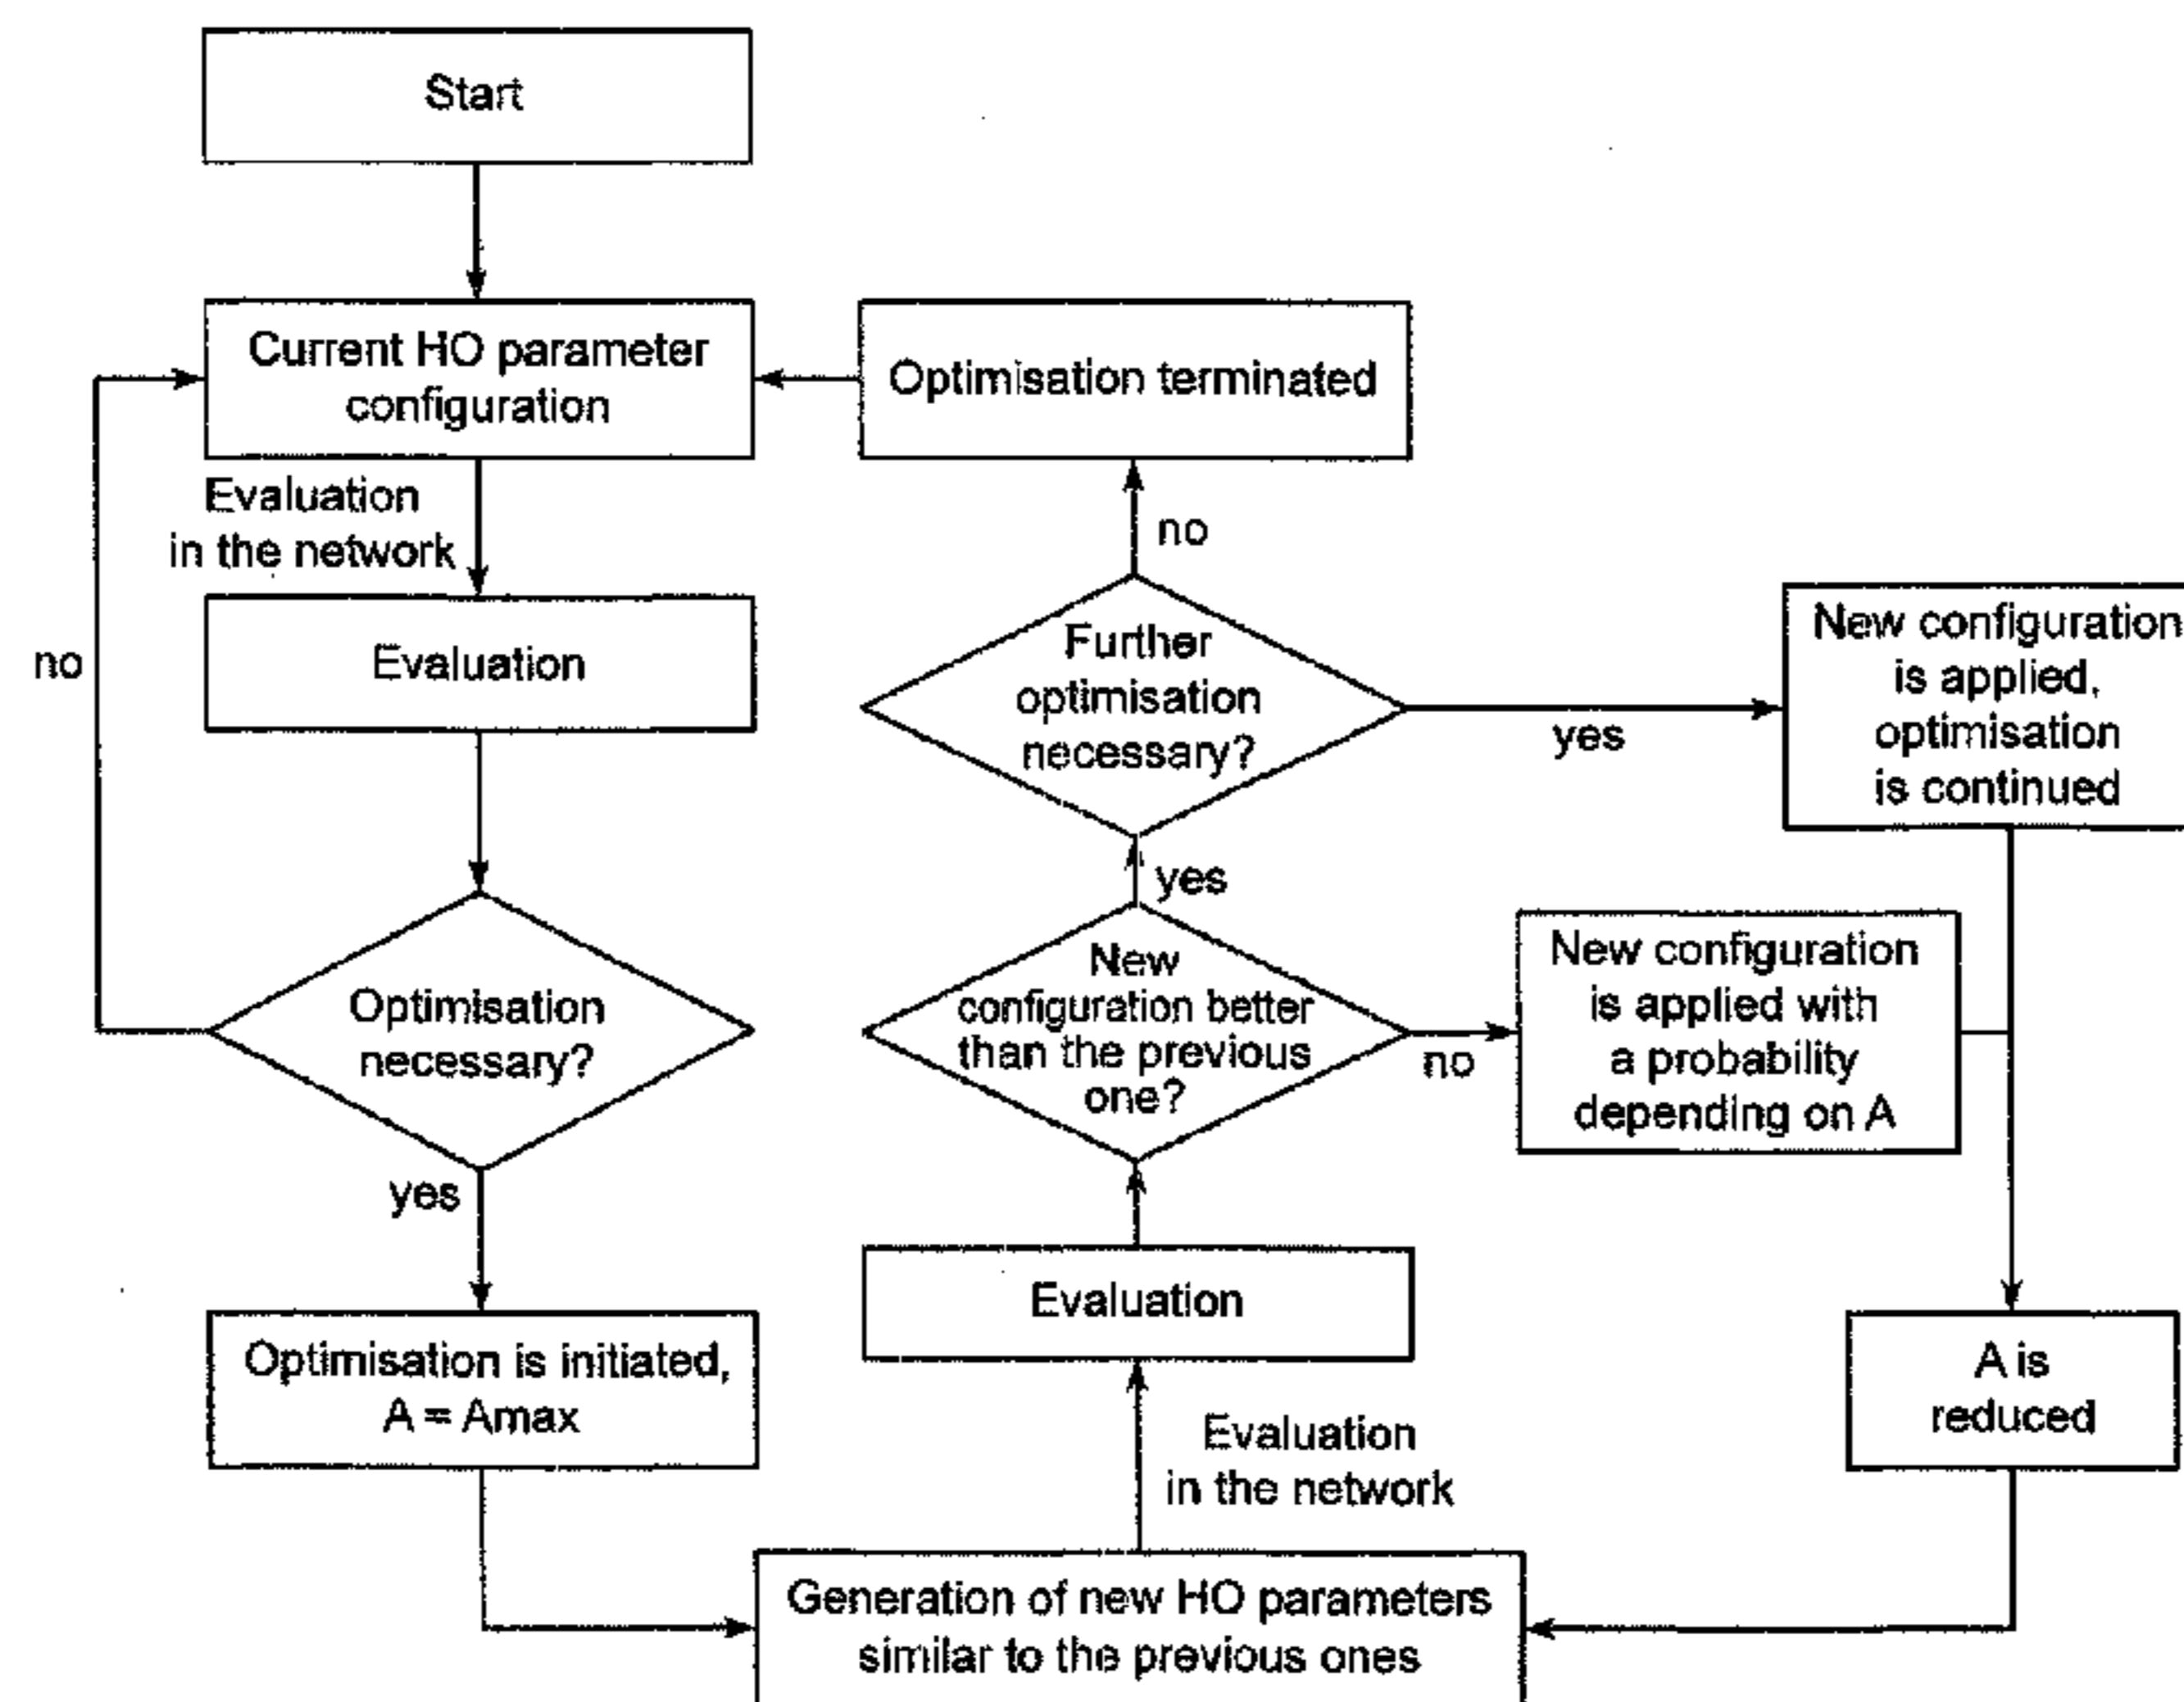 Start
Current HO parameter
configuration
Optimisation terminated
Evaluation
in the network
no
Evaluation
no
Further
optimisation
necessary?
yes
New configuration
is applied,
optimisation
is continued
yes
Optimisation
necessary?
New
configuration better
than the previous
one?
no
New configuration
is applied with
a probability
depending on A
yes
Optimisation is initiated,
A = Amax
Evaluation
A is
reduced
Evaluation
in the network
Generation of new HO parameters
similar to the previous ones